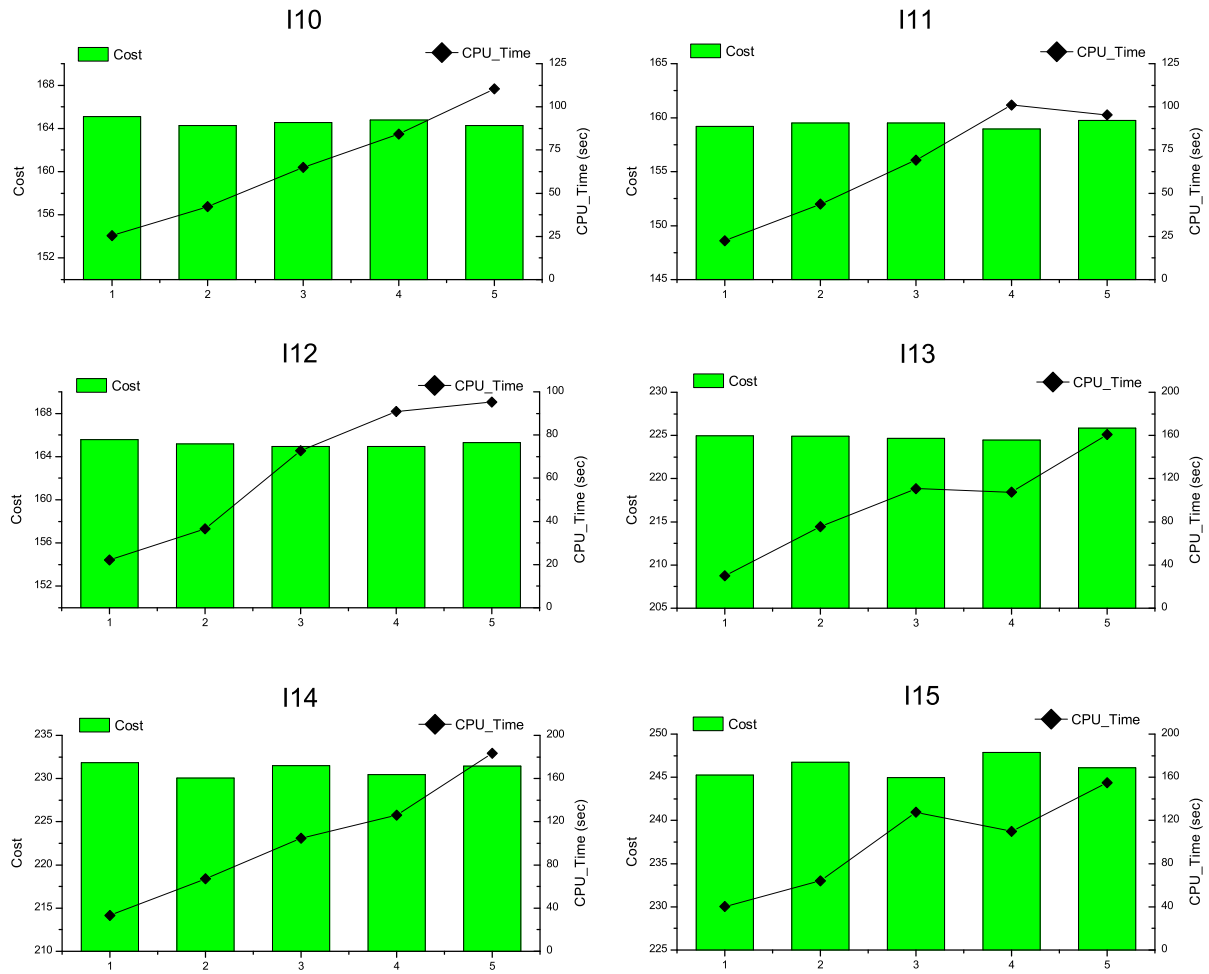 I10
Cost CPU_Time
168
164
160
156
152
Cost
125
100
75
50
25
0
CPU_Time (sec)
1 2 3 4 5
I11
Cost CPU_Time
165
160
155
150
145
Cost
125
100
75
50
25
0
CPU_Time (sec)
1 2 3 4 5
I12
Cost CPU_Time
168
164
160
156
152
Cost
100
80
60
40
20
0
CPU_Time (sec)
1 2 3 4 5
I13
Cost CPU_Time
230
225
220
215
210
205
Cost
200
160
120
80
40
0
CPU_Time (sec)
1 2 3 4 5
I14
Cost CPU_Time
235
230
225
220
215
210
Cost
200
160
120
80
40
0
CPU_Time (sec)
1 2 3 4 5
I15
Cost CPU_Time
250
245
240
235
230
225
Cost
200
160
120
80
40
0
CPU_Time (sec)
1 2 3 4 5